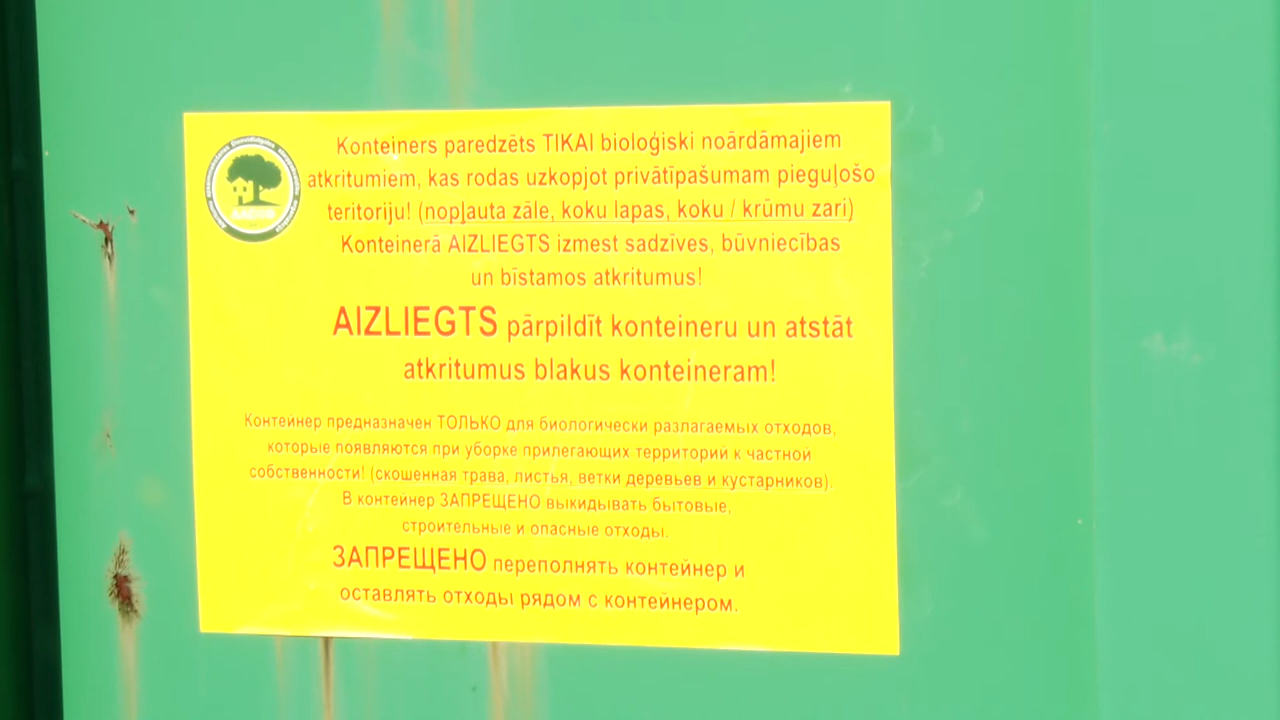 Konteiners paredzēts TIKAI bioloģiski noārdāmajiem
atkritumiem, kas rodas uzkopjot privātīpašumam pieguļošo
teritoriju! (nopļauta zāle, koku lapas, koku / krūmu zari)
Konteinerā AIZLIEGTS izmest sadzīves, būvniecības
un bīstamos atkritumus!
AIZLIEGTS pārpildīt konteineru un atstāt
atkritumus blakus konteineram!
Контейнер предназначен ТОЛЬКО для биологически разлагаемых отходов,
которые появляются при уборке прилегающих территорий к частной
собственности! (скошенная трава, листья, ветки деревьев и кустарников).
В контейнер ЗАПРЕЩЕНО выкидывать бытовые,
строительные и опасные отходы.
ЗАПРЕЩЕНО переполнять контейнер и
оставлять отходы рядом с контейнером.